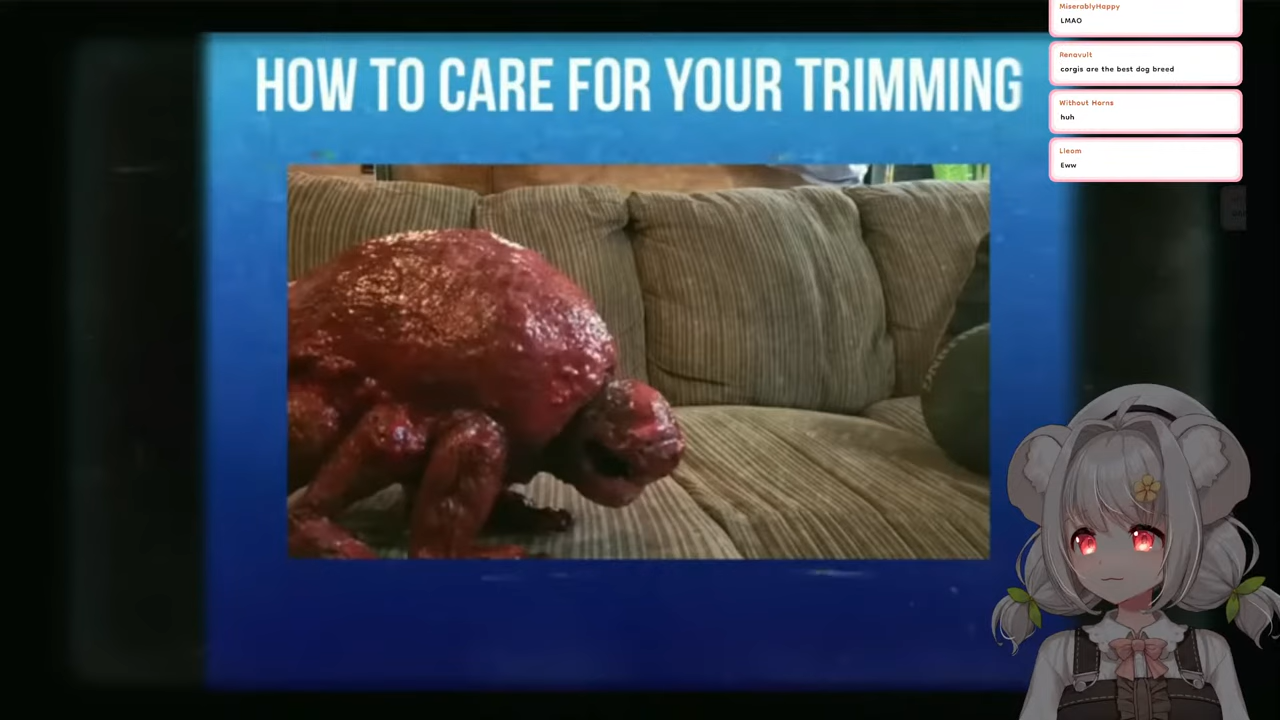 HOW TO CARE FOR YOUR TRIMMING
MiserablyHappy
LMAO
Renavult
corgis are the best dog breed
Without Horns
huh
Lleom
Eww